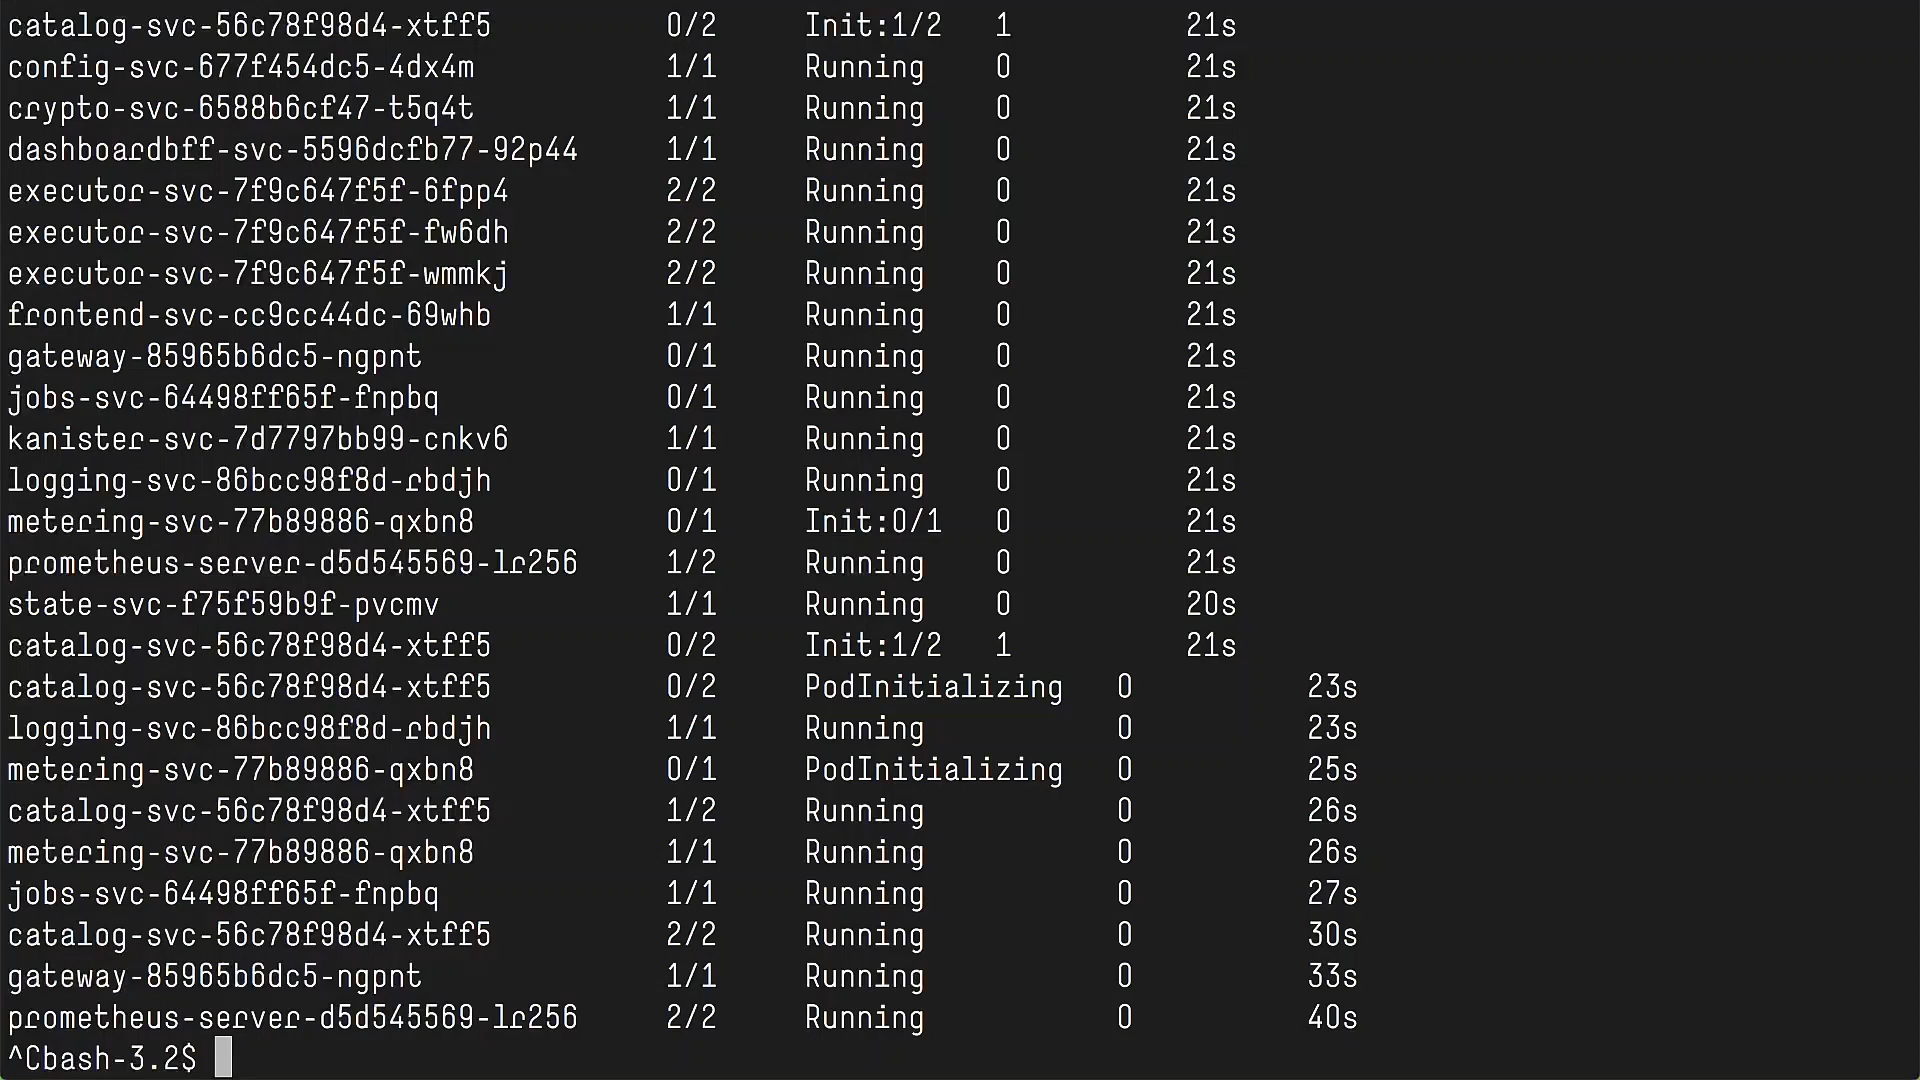 catalog-svc-56c78f98d4-xtff5 0/2 Init:1/2 1 21s
config-svc-677f454dc5-4dx4m 1/1 Running 0 21s
crypto-svc-6588b6cf47-t5q4t 1/1 Running 0 21s
dashboardbff-svc-5596dcfb77-92p44 1/1 Running 0 21s
executor-svc-7f9c647f5f-6fpp4 2/2 Running 0 21s
executor-svc-7f9c647f5f-fw6dh 2/2 Running 0 21s
executor-svc-7f9c647f5f-wmmkj 2/2 Running 0 21s
frontend-svc-cc9cc44dc-69whb 1/1 Running 0 21s
gateway-85965b6dc5-ngpnt 0/1 Running 0 21s
jobs-svc-64498ff65f-fnpbq 0/1 Running 0 21s
kanister-svc-7d7797bb99-cnkv6 1/1 Running 0 21s
logging-svc-86bcc98f8d-rbdjh 0/1 Running 0 21s
metering-svc-77b89886-qxbn8 0/1 Init:0/1 0 21s
prometheus-server-d5d545569-lr256 1/2 Running 0 21s
state-svc-f75f59b9f-pvcmv 1/1 Running 0 20s
catalog-svc-56c78f98d4-xtff5 0/2 Init:1/2 1 21s
catalog-svc-56c78f98d4-xtff5 0/2 PodInitializing 0 23s
logging-svc-86bcc98f8d-rbdjh 1/1 Running 0 23s
metering-svc-77b89886-qxbn8 0/1 PodInitializing 0 25s
catalog-svc-56c78f98d4-xtff5 1/2 Running 0 26s
metering-svc-77b89886-qxbn8 1/1 Running 0 26s
jobs-svc-64498ff65f-fnpbq 1/1 Running 0 27s
catalog-svc-56c78f98d4-xtff5 2/2 Running 0 30s
gateway-85965b6dc5-ngpnt 1/1 Running 0 33s
prometheus-server-d5d545569-lr256 2/2 Running 0 40s
^Cbash-3.2$